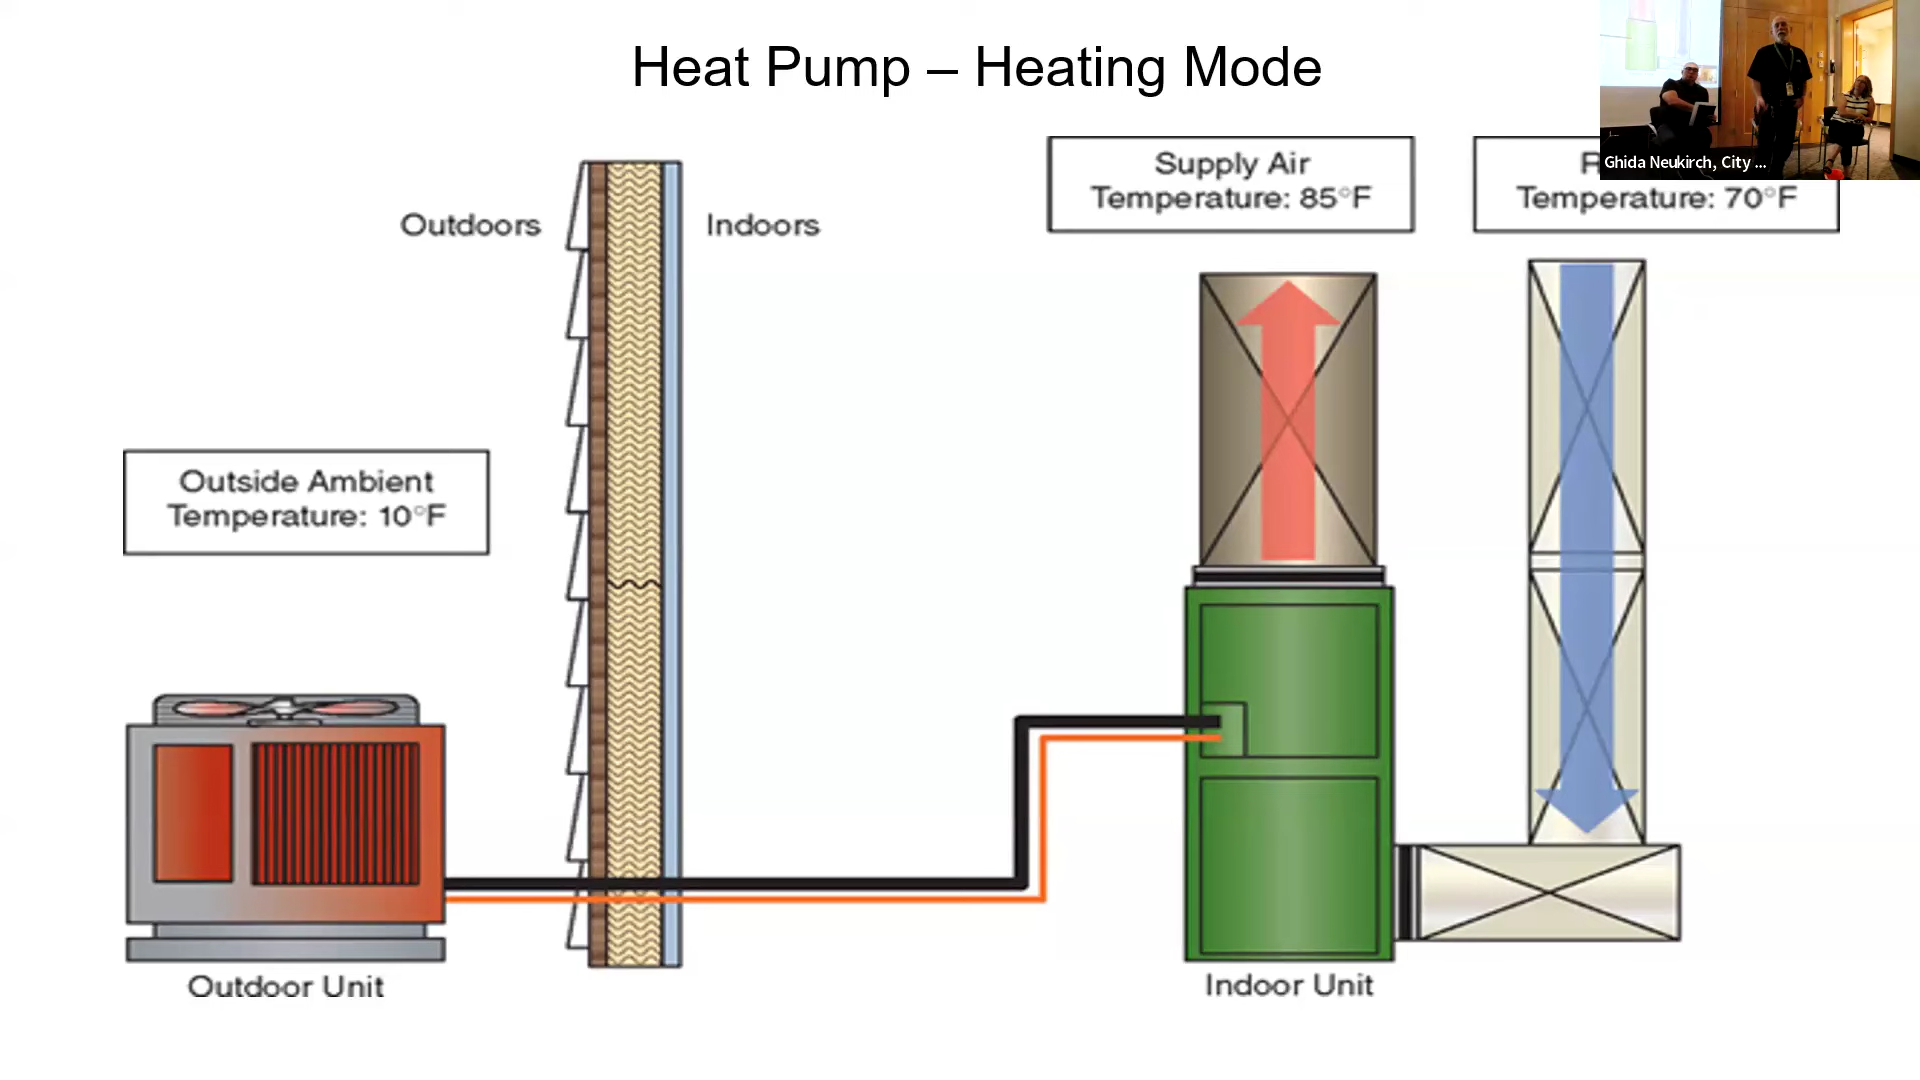 Heat Pump – Heating Mode
Ghida Neukirch, City ...
Supply Air
Temperature: 85°F
Temperature: 70°F
Outdoors
Indoors
Outside Ambient
Temperature: 10°F
Outdoor Unit
Indoor Unit